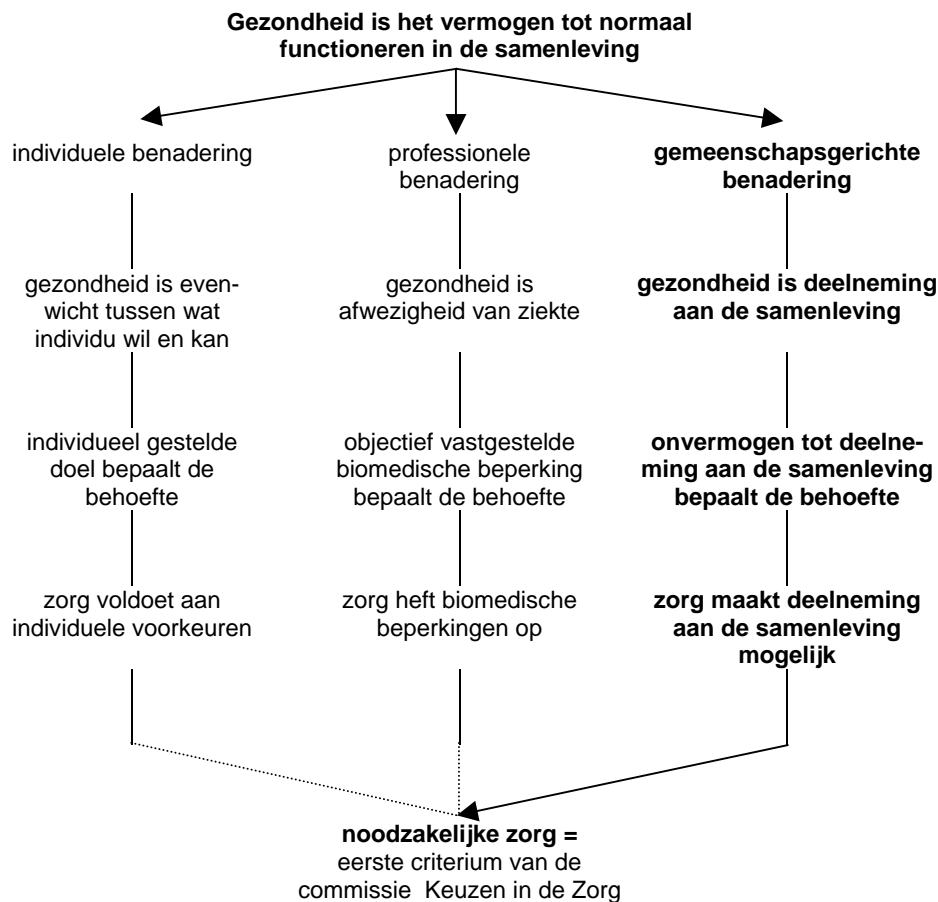 Gezondheid is het vermogen tot normaal
functioneren in de samenleving
individuele benadering
professionele
benadering
gemeenschapsgerichte
benadering
gezondheid is even-
wicht tussen wat
individu wil en kan
gezondheid is
afwezigheid van ziekte
gezondheid is deelneming
aan de samenleving
individueel gestelde
doel bepaalt de
behoefte
objectief vastgestelde
biomedische beperking
bepaalt de behoefte
onvermogen tot deelne-
ming aan de samenleving
bepaalt de behoefte
zorg voldoet aan
individuele voorkeuren
zorg heft biomedische
beperkingen op
zorg maakt deelneming
aan de samenleving
mogelijk
noodzakelijke zorg =
eerste criterium van de
commissie Keuzen in de Zorg